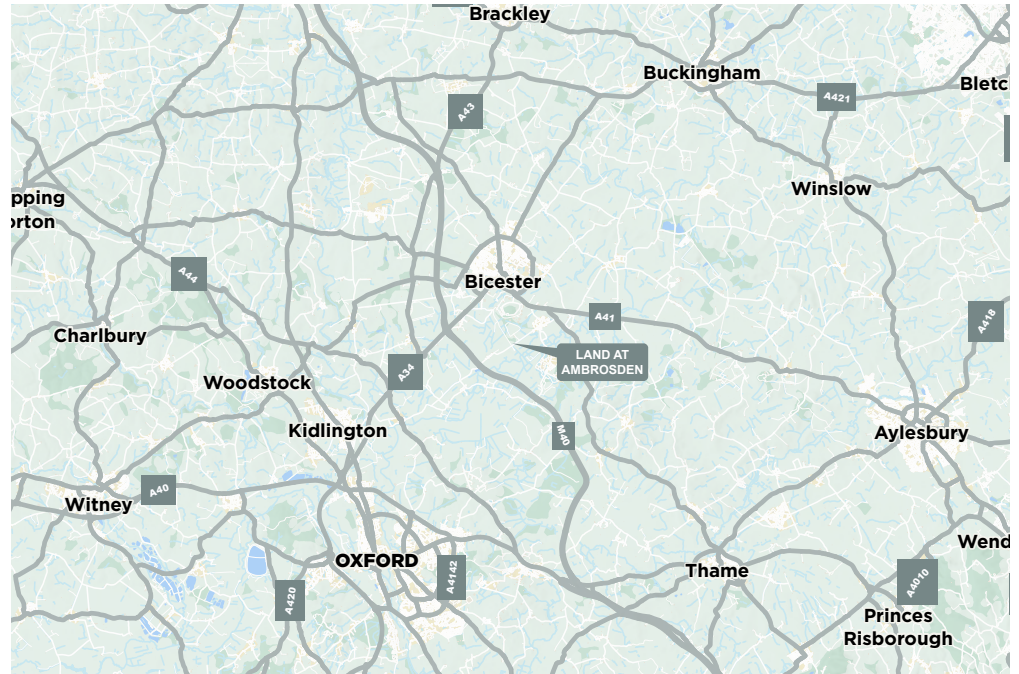 Brackley
Buckingham
A421
Bletc
A43
Winslow
pping
orton
A44
Bicester
A41
A418
Charlbury
LAND AT
AMBROSDEN
A34
Woodstock
Kidlington
M40
Aylesbury
A40
Witney
Wend
OXFORD
A4142
Thame
A4010
A420
Princes
Risborough